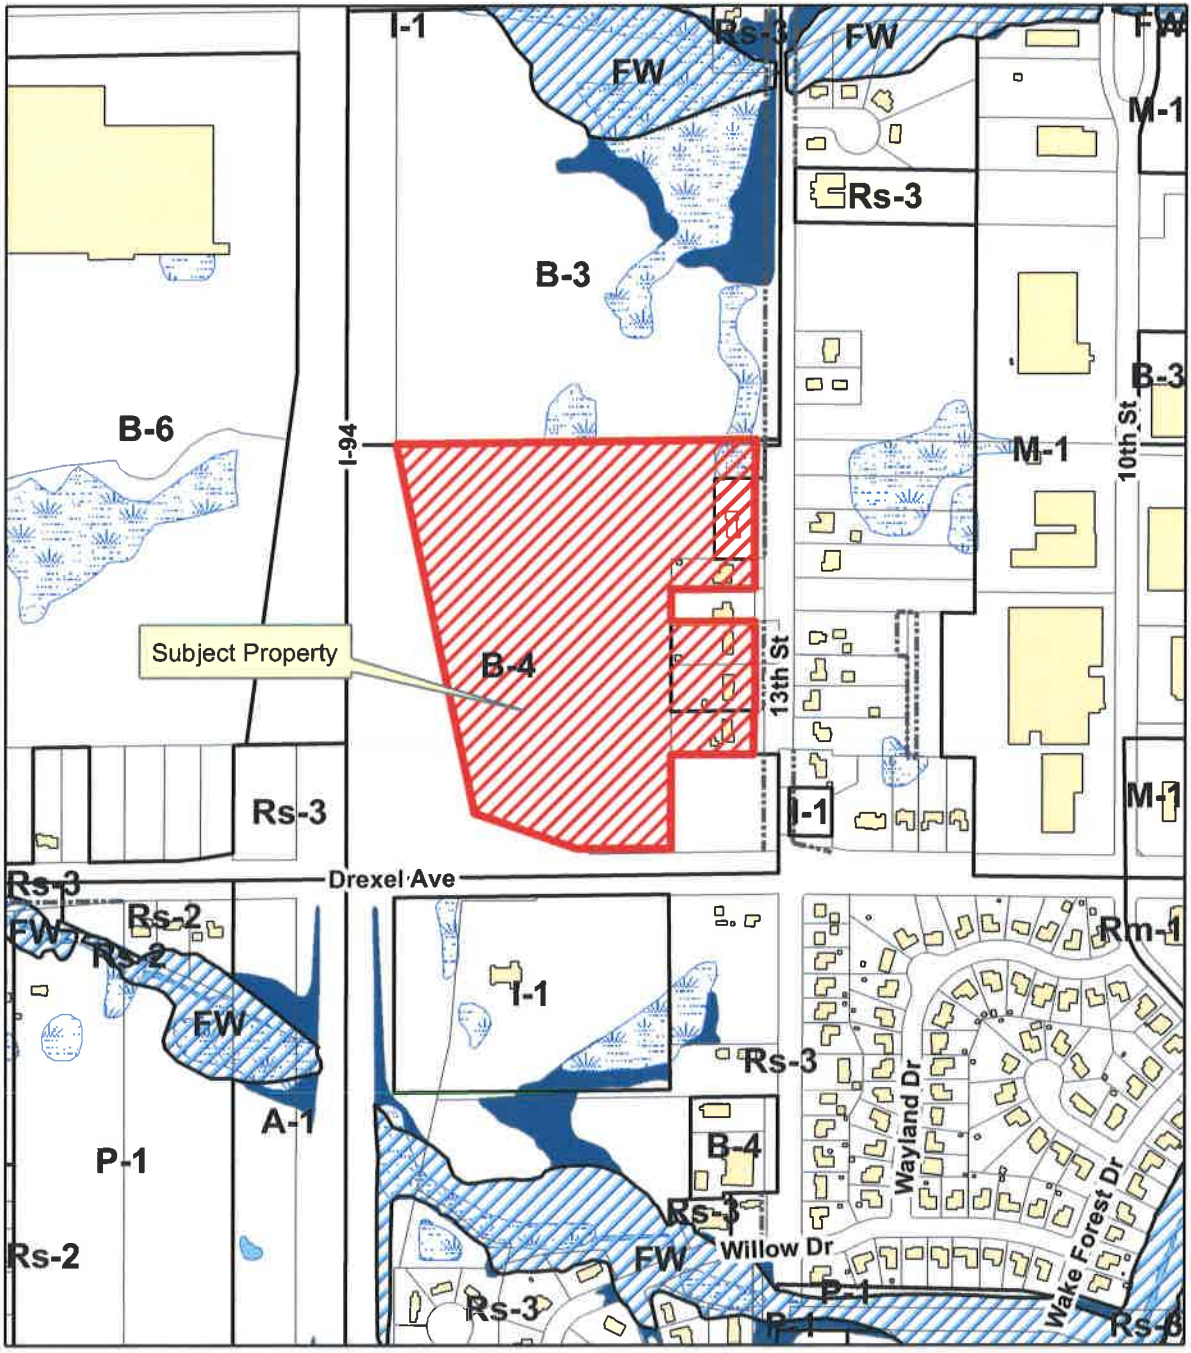 I-1
Rs-3
FW
FW
FW
M-1
Rs-3
B-3
B-3
B-6
I-94
M-1
10th St
Subject Property
B-4
13th St
Rs-3
I-1
M-1
Drexel Ave
Rs-3
Rs-2
FW
Rs-2
Rm-1
I-1
FW
Rs-3
A-1
Wayland Dr
B-4
P-1
Rs-3
Wake Forest Dr
Willow Dr
Rs-2
FW
P-1
Rs-3
P-1
Rs-3